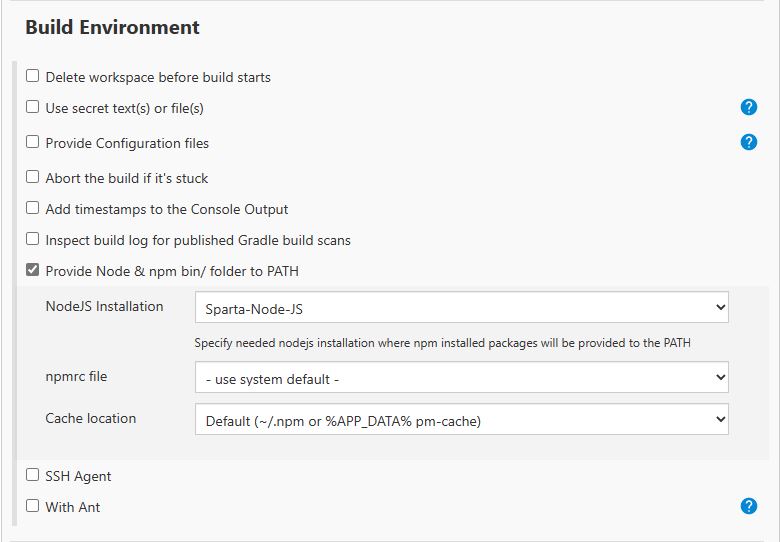 Build Environment
Delete workspace before build starts
Use secret text(s) or file(s)
?
Provide Configuration files
?
Abort the build if it's stuck
Add timestamps to the Console Output
Inspect build log for published Gradle build scans
Provide Node & npm bin/ folder to PATH
NodeJS Installation
Sparta-Node-JS
Specify needed nodejs installation where npm installed packages will be provided to the PATH
npmrc file
- use system default -
Cache location
Default (~/.npm or %APP_DATA% pm-cache)
SSH Agent
With Ant
?